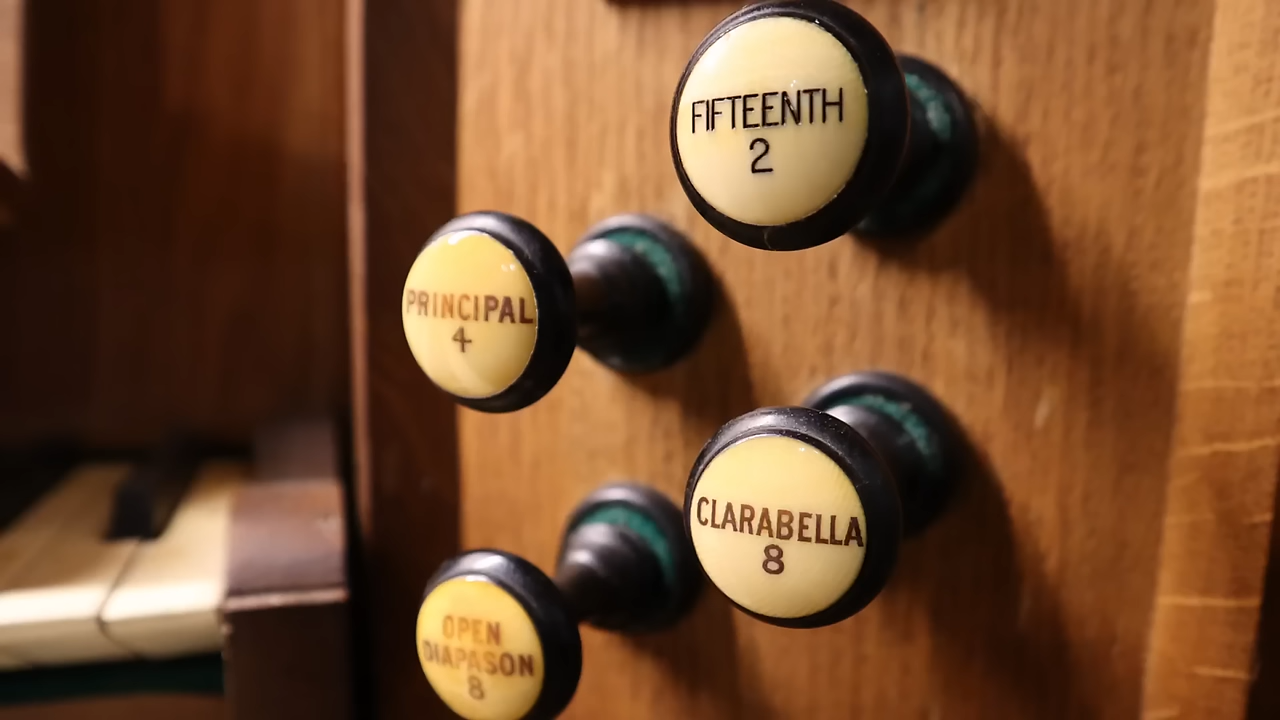 FIFTEENTH
2
PRINCIPAL
4
CLARABELLA
8
OPEN
DIAPASON
8